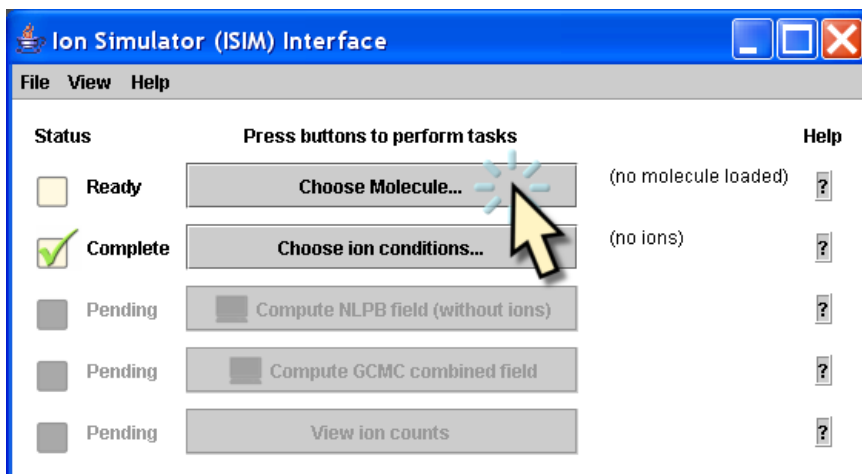 Ion Simulator (ISIM) Interface
File View Help
Status Press buttons to perform tasks Help
Ready Choose Molecule... (no molecule loaded) ?
Complete Choose ion conditions... (no ions) ?
Pending Compute NLPB field (without ions) ?
Pending Compute GCMC combined field ?
Pending View ion counts ?